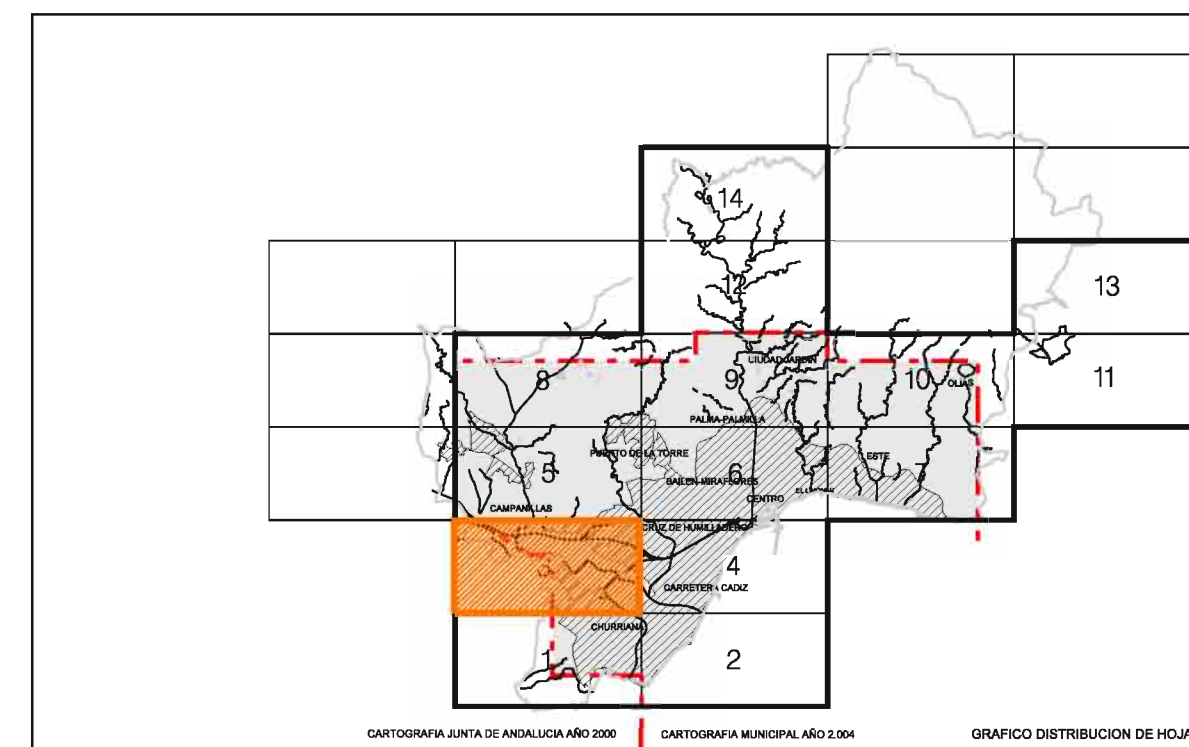 14
13
12
CIUDAD JARDIN
8
9
10
OLIAS
11
PALMA-PALMILLA
PUERTO DE LA TORRE
ESTE
5
BAILEN-MIRAFLORES
6
7
CENTRO
CAMPANILLAS
CRUZ DE HUMILLADERO
3
4
CARRETERA CADIZ
CHURRIANA
1
2
CARTOGRAFIA JUNTA DE ANDALUCIA AÑO 2000
CARTOGRAFIA MUNICIPAL AÑO 2.004
GRAFICO DISTRIBUCION DE HOJA